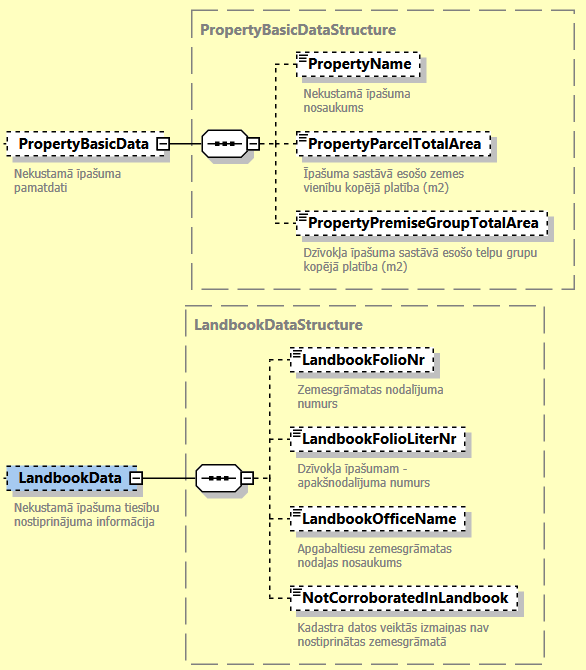 PropertyBasicDataStructure
PropertyName
Nekustamā īpašuma
nosaukums
PropertyBasicData
Nekustamā īpašuma
pamatdati
PropertyParcelTotalArea
Īpašuma sastāvā esošo zemes
vienību kopējā platība (m2)
PropertyPremiseGroupTotalArea
Dzīvokļa īpašuma sastāvā esošo telpu grupu
kopējā platība (m2)
LandbookDataStructure
LandbookFolioNr
Zemesgrāmatas nodalījuma
numurs
LandbookFolioLiterNr
Dzīvokļa īpašumam -
apakšnodalījuma numurs
LandbookData
Nekustamā īpašuma tiesību
nostiprinājuma informācija
LandbookOfficeName
Apgabaltiesu zemesgrāmatas
nodaļas nosaukums
NotCorroboratedInLandbook
Kadastra datos veiktās izmaiņas nav
nostiprinātas zemesgrāmatā